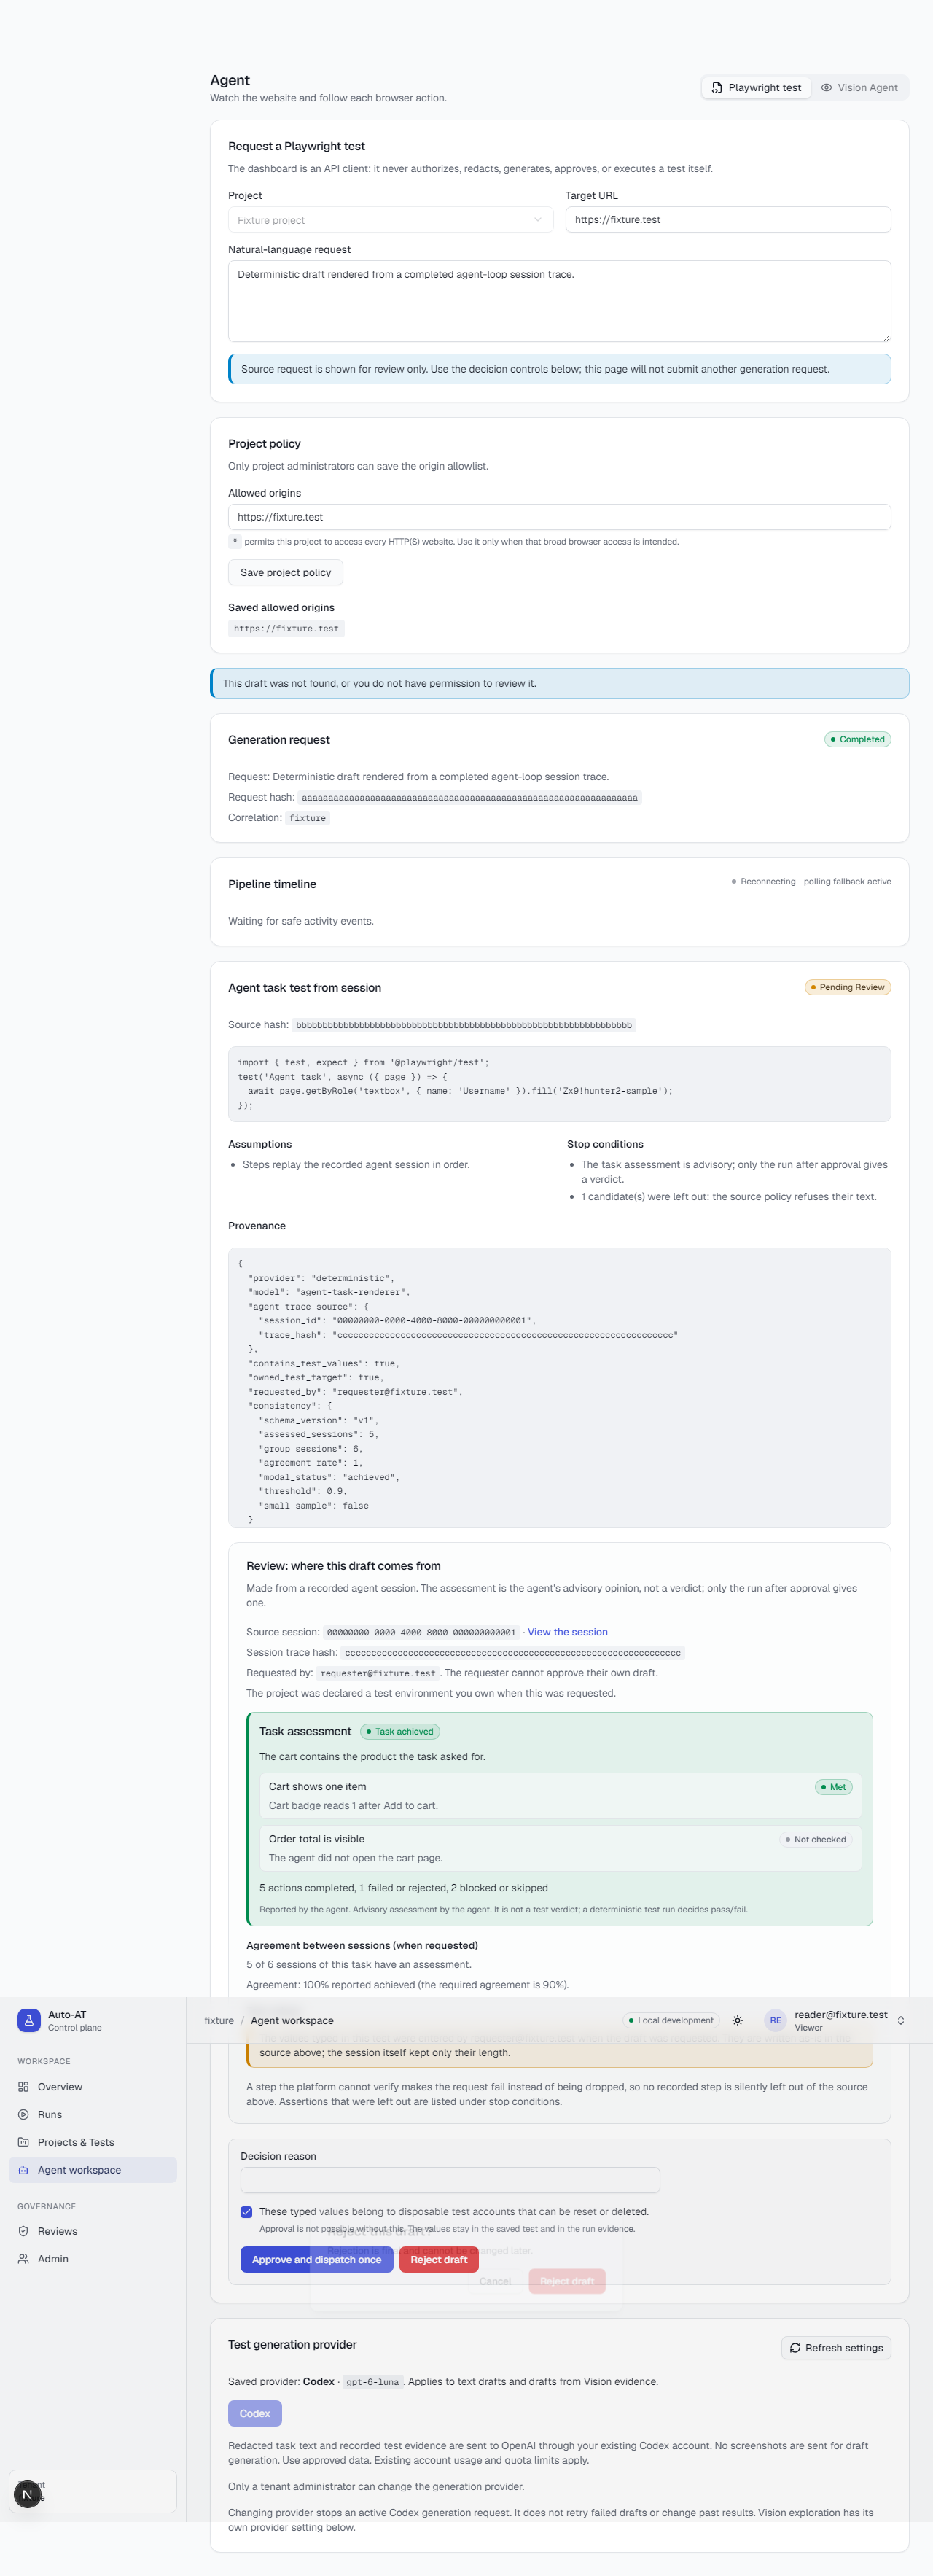 Agent
Watch the website and follow each browser action.
Playwright test
Vision Agent
Request a Playwright test
The dashboard is an API client: it never authorizes, redacts, generates, approves, or executes a test itself.
Project
Target URL
Fixture project
https://fixture.test
Natural-language request
Deterministic draft rendered from a completed agent-loop session trace.
Source request is shown for review only. Use the decision controls below; this page will not submit another generation request.
Project policy
Only project administrators can save the origin allowlist.
Allowed origins
https://fixture.test
* permits this project to access every HTTP(S) website. Use it only when that broad browser access is intended.
Save project policy
Saved allowed origins
https://fixture.test
This draft was not found, or you do not have permission to review it.
Generation request
Completed
Request: Deterministic draft rendered from a completed agent-loop session trace.
Request hash: aaaaaaaaaaaaaaaaaaaaaaaaaaaaaaaaaaaaaaaaaaaaaaaaaaaaaaaaaaaaaaaa
Correlation: fixture
Pipeline timeline
Reconnecting - polling fallback active
Waiting for safe activity events.
Agent task test from session
Pending Review
Source hash: bbbbbbbbbbbbbbbbbbbbbbbbbbbbbbbbbbbbbbbbbbbbbbbbbbbbbbbbbbbbbbbb
import { test, expect } from '@playwright/test';
test('Agent task', async ({ page }) => {
  await page.getByRole('textbox', { name: 'Username' }).fill('Zx9!hunter2-sample');
});
Assumptions
Steps replay the recorded agent session in order.
Stop conditions
The task assessment is advisory; only the run after approval gives
a verdict.
1 candidate(s) were left out: the source policy refuses their text.
Provenance
{
  "provider": "deterministic",
  "model": "agent-task-renderer",
  "agent_trace_source": {
    "session_id": "00000000-0000-4000-8000-000000000001",
    "trace_hash": "cccccccccccccccccccccccccccccccccccccccccccccccccccccccccccccccc"
  },
  "contains_test_values": true,
  "owned_test_target": true,
  "requested_by": "requester@fixture.test",
  "consistency": {
    "schema_version": "v1",
    "assessed_sessions": 5,
    "group_sessions": 6,
    "agreement_rate": 1,
    "modal_status": "achieved",
    "threshold": 0.9,
    "small_sample": false
  }
Review: where this draft comes from
Made from a recorded agent session. The assessment is the agent's advisory opinion, not a verdict; only the run after approval gives
one.
Source session: 00000000-0000-4000-8000-000000000001 · View the session
Session trace hash: cccccccccccccccccccccccccccccccccccccccccccccccccccccccccccccccc
Requested by: requester@fixture.test. The requester cannot approve their own draft.
The project was declared a test environment you own when this was requested.
Task assessment
Task achieved
The cart contains the product the task asked for.
Cart shows one item
Met
Cart badge reads 1 after Add to cart.
Order total is visible
Not checked
The agent did not open the cart page.
5 actions completed, 1 failed or rejected, 2 blocked or skipped
Reported by the agent. Advisory assessment by the agent. It is not a test verdict; a deterministic test run decides pass/fail.
Agreement between sessions (when requested)
5 of 6 sessions of this task have an assessment.
Agreement: 100% reported achieved (the required agreement is 90%).
Auto-AT
Control plane
fixture / Agent workspace
Local development
RE
reader@fixture.test
Viewer
source above; the session itself kept only their length.
WORKSPACE
Overview
Runs
Projects & Tests
Agent workspace
GOVERNANCE
Reviews
Admin
A step the platform cannot verify makes the request fail instead of being dropped, so no recorded step is silently left out of the source
above. Assertions that were left out are listed under stop conditions.
Decision reason
These typed values belong to disposable test accounts that can be reset or deleted.
Approval is not possible without this. The values stay in the saved test and in the run evidence.
Reject this draft?
Rejection is final and cannot be changed later.
Approve and dispatch once
Reject draft
Cancel
Reject draft
Test generation provider
Refresh settings
Saved provider: Codex · gpt-6-luna. Applies to text drafts and drafts from Vision evidence.
Codex
Redacted task text and recorded test evidence are sent to OpenAI through your existing Codex account. No screenshots are sent for draft
generation. Use approved data. Existing account usage and quota limits apply.
Only a tenant administrator can change the generation provider.
Changing provider stops an active Codex generation request. It does not retry failed drafts or change past results. Vision exploration has its
own provider setting below.
N